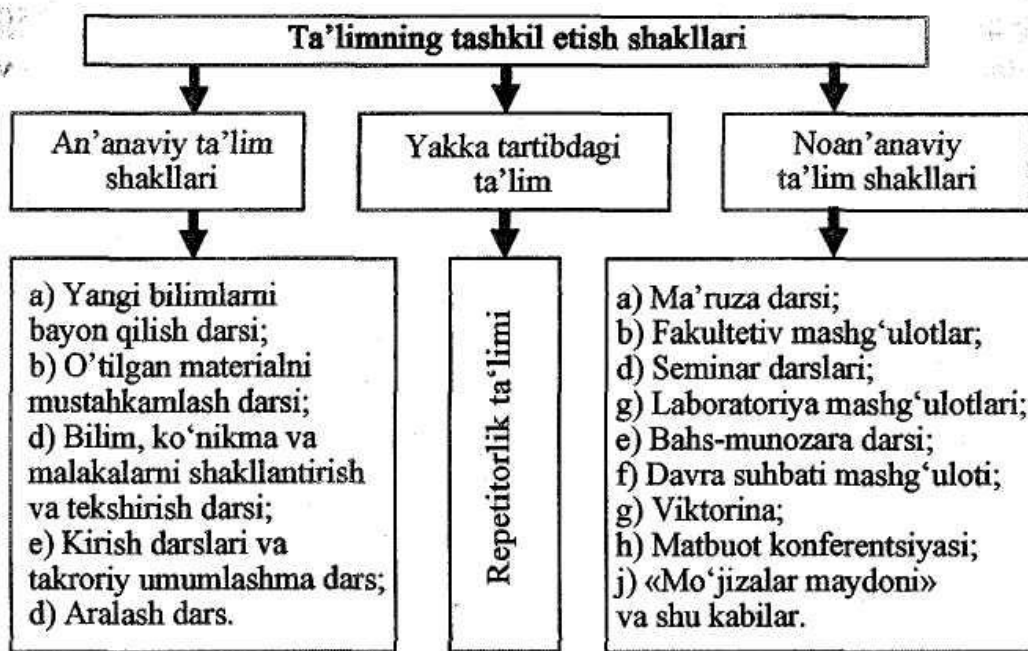 Ta’limning tashkil etish shakllari
An’anaviy ta’lim
shakllari
Yakka tartibdagi
ta’lim
Noan’anaviy
ta’lim shakllari
a) Yangi bilimlarni
bayon qilish darsi;
b) O’tilgan materialni
mustahkamlash darsi;
d) Bilim, ko‘nikma va
malakalarni shakllantirish
va tekshirish darsi;
e) Kirish darslari va
takroriy umumlashma dars;
d) Aralash dars.
Repetitorlik ta‘limi
a) Ma’ruza darsi;
b) Fakultetiv mashg‘ulotlar;
d) Seminar darslari;
g) Laboratoriya mashg‘ulotlari;
e) Bahs-munozara darsi;
f) Davra suhbati mashg‘uloti;
g) Viktorina;
h) Matbuot konferentsiyasi;
j) «Mo‘jizalar maydoni»
va shu kabilar.